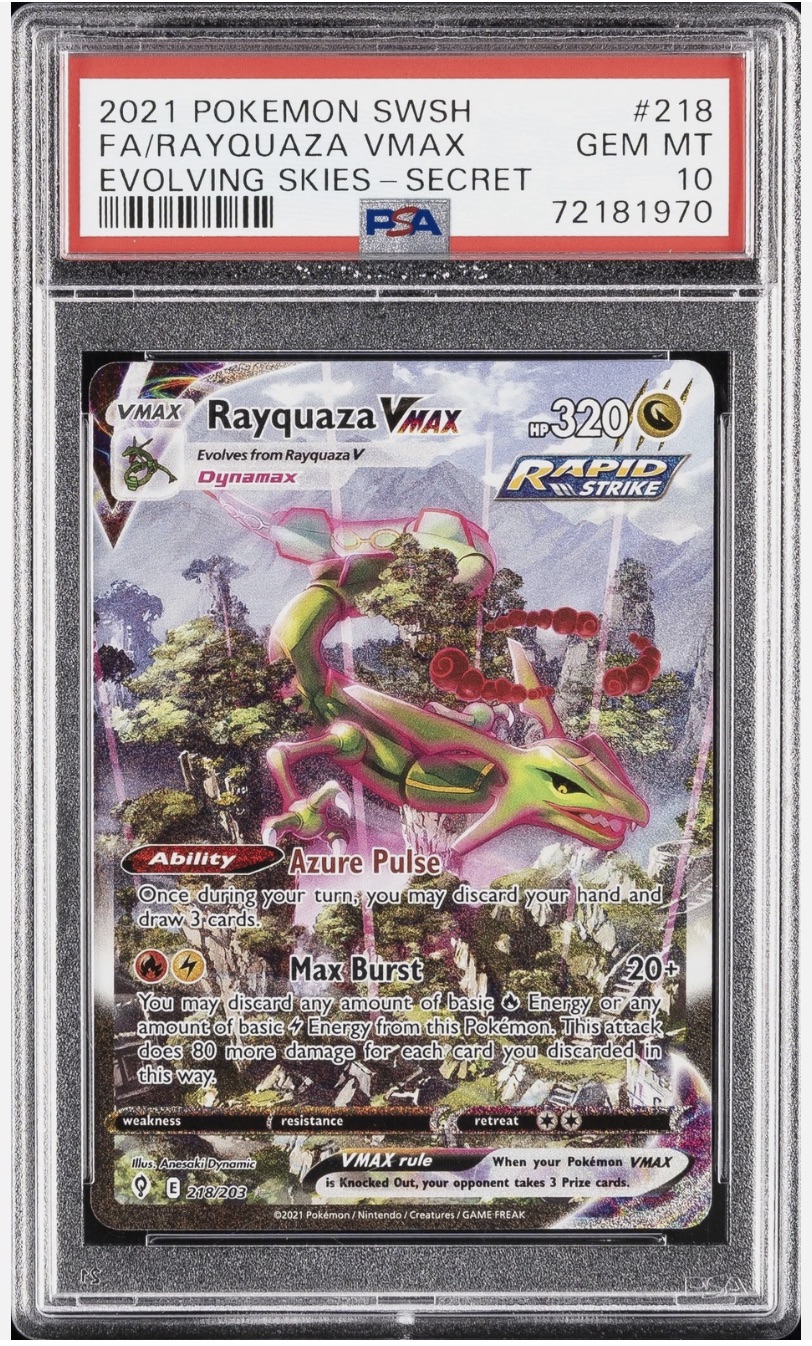 2021 POKEMON SWSH #218
FA/RAYQUAZA VMAX GEM MT
EVOLVING SKIES – SECRET 10
72181970
PSA
VMAX Rayquaza VMAX HP 320
F
Evolves from Rayquaza V
Dynamax
RAPID
STRIKE
Ability Azure Pulse
Once during your turn, you may discard your hand and
draw 3 cards.
Max Burst 20+
You may discard any amount of basic Energy or any
amount of basic Energy from this Pokémon. This attack
does 80 more damage for each card you discarded in
this way.
weakness resistance retreat
Illus. Anesaki Dynamic
VMAX rule When your Pokémon VMAX
is Knocked Out, your opponent takes 3 Prize cards.
E 218/203
©2021 Pokémon / Nintendo / Creatures / GAME FREAK
PSA